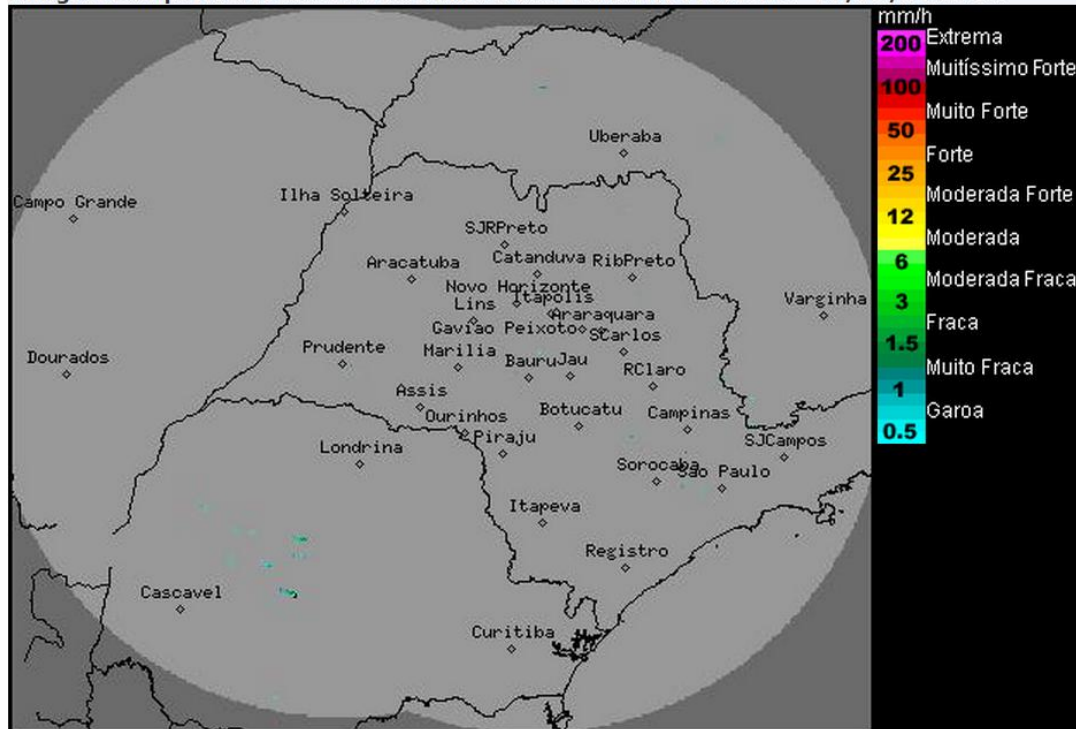 mm/h
200 Extrema
Muitíssimo Forte
100
Muito Forte
50
Forte
25
Moderada Forte
12
Moderada
6
Moderada Fraca
3
Fraca
1.5
Muito Fraca
1
Garoa
0.5
Uberaba
Campo Grande
Ilha Solteira
SJRPreto
Catanduva
RibPreto
Aracatuba
Novo Horizonte
Itapolis
Lins
Araraquara
Varginha
Gaviao Peixoto
SCarlos
Dourados
Prudente
Marilia
Bauru
Jau
RClaro
Assis
Ourinhos
Botucatu
Campinas
Piraju
Londrina
SJCampos
Sorocaba
Sao Paulo
Itapeva
Registro
Cascavel
Curitiba